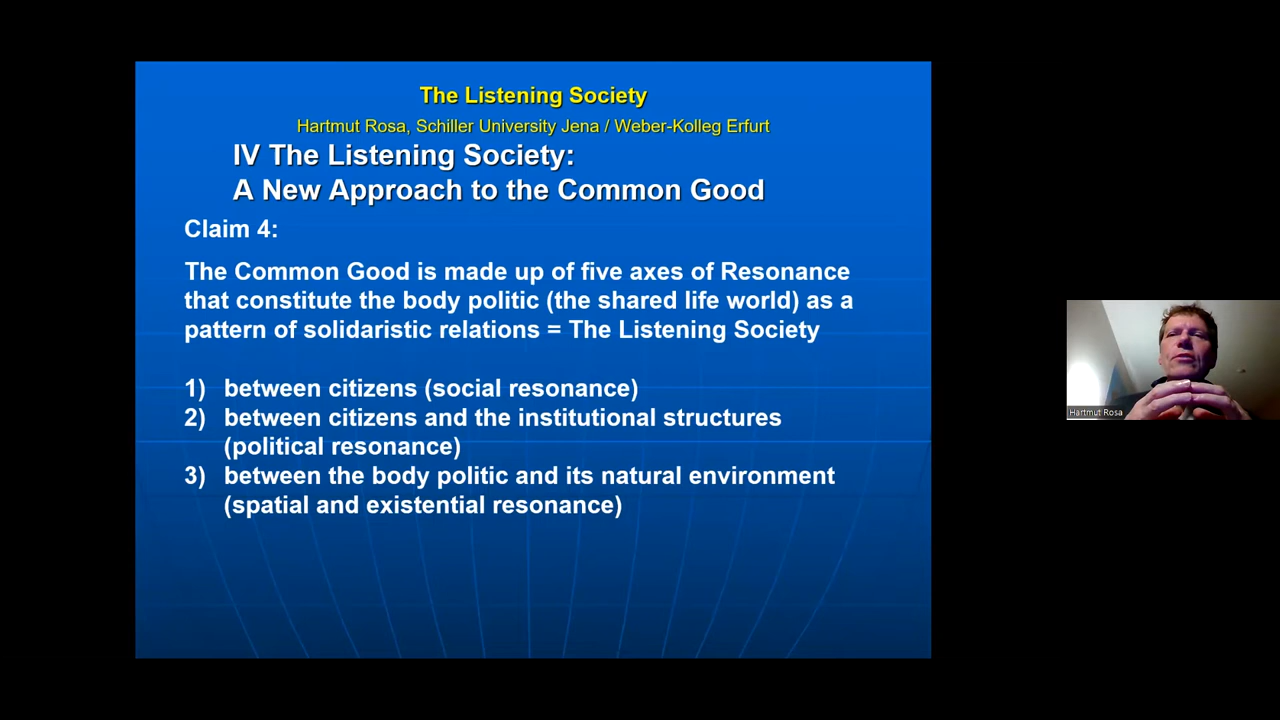 The Listening Society
Hartmut Rosa, Schiller University Jena / Weber-Kolleg Erfurt
IV The Listening Society:
A New Approach to the Common Good
Claim 4:
The Common Good is made up of five axes of Resonance
that constitute the body politic (the shared life world) as a
pattern of solidaristic relations = The Listening Society
1) between citizens (social resonance)
2) between citizens and the institutional structures
(political resonance)
3) between the body politic and its natural environment
(spatial and existential resonance)
Hartmut Rosa